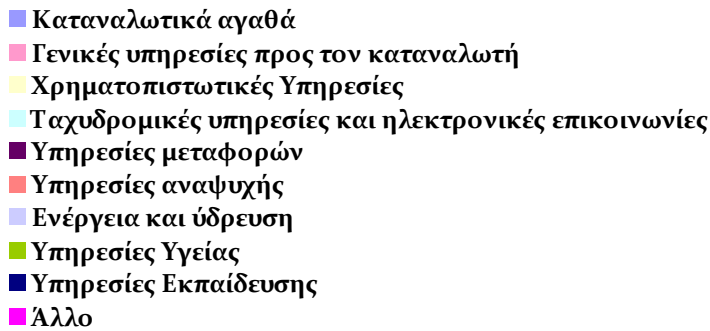 Καταναλωτικά αγαθά
Γενικές υπηρεσίες προς τον καταναλωτή
Χρηματοπιστωτικές Υπηρεσίες
Ταχυδρομικές υπηρεσίες και ηλεκτρονικές επικοινωνίες
Υπηρεσίες μεταφορών
Υπηρεσίες αναψυχής
Ενέργεια και ύδρευση
Υπηρεσίες Υγείας
Υπηρεσίες Εκπαίδευσης
Άλλο